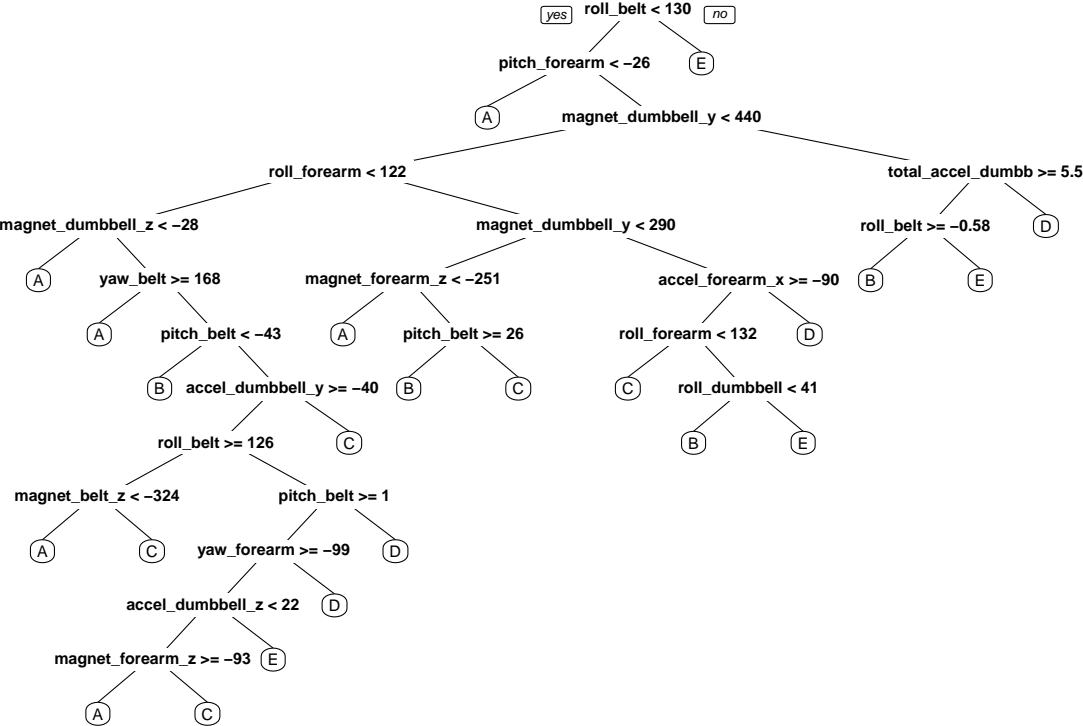 yes roll_belt < 130 no
pitch_forearm < −26 E
A magnet_dumbbell_y < 440
roll_forearm < 122 total_accel_dumbb >= 5.5
magnet_dumbbell_z < −28 magnet_dumbbell_y < 290 roll_belt >= −0.58 D
A yaw_belt >= 168 magnet_forearm_z < −251 accel_forearm_x >= −90 B E
A pitch_belt < −43 A pitch_belt >= 26 roll_forearm < 132 D
B accel_dumbbell_y >= −40 B C C roll_dumbbell < 41
roll_belt >= 126 C B E
magnet_belt_z < −324 pitch_belt >= 1
A C yaw_forearm >= −99 D
accel_dumbbell_z < 22 D
magnet_forearm_z >= −93 E
A C